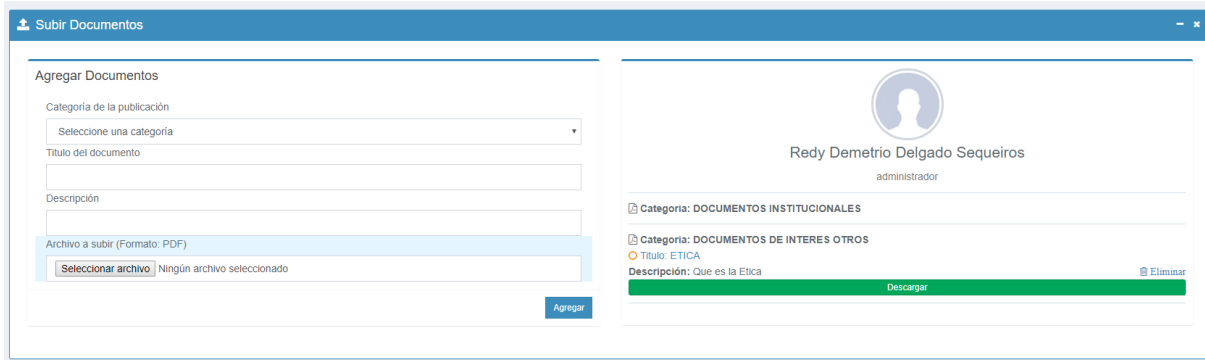 Subir Documentos
Agregar Documentos
Categoría de la publicación
Seleccione una categoría
Titulo del documento
Descripción
Archivo a subir (Formato: PDF)
Seleccionar archivo Ningún archivo seleccionado
Agregar
Redy Demetrio Delgado Sequeiros
administrador
Categoria: DOCUMENTOS INSTITUCIONALES
Categoria: DOCUMENTOS DE INTERES OTROS
Titulo: ETICA
Descripción: Que es la Etica Eliminar
Descargar